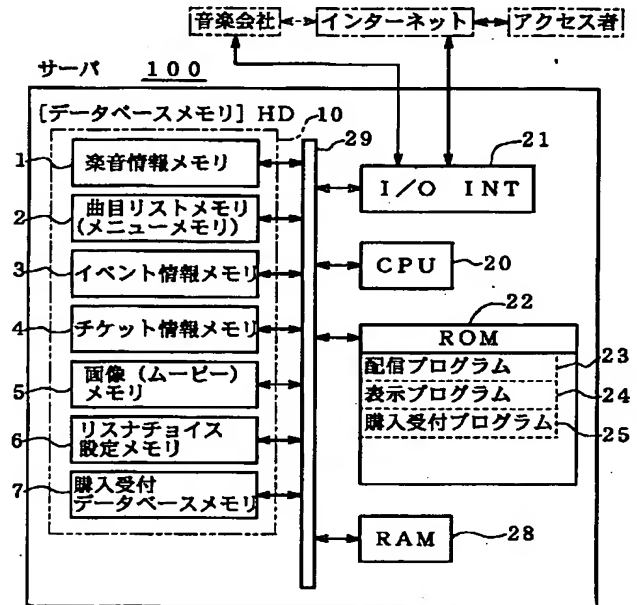 音楽会社 インターネット アクセス者
サーバ 100
[データベースメモリ] HD 10 29
1 楽音情報メモリ
21
I/O INT
2 曲目リストメモリ
(メニューメモリ)
3 イベント情報メモリ
CPU 20
4 チケット情報メモリ
22
ROM
配信プログラム 23
5 画像(ムービー)
メモリ
表示プログラム 24
購入受付プログラム 25
6 リスナチョイス
設定メモリ
7 購入受付
データベースメモリ
RAM 28